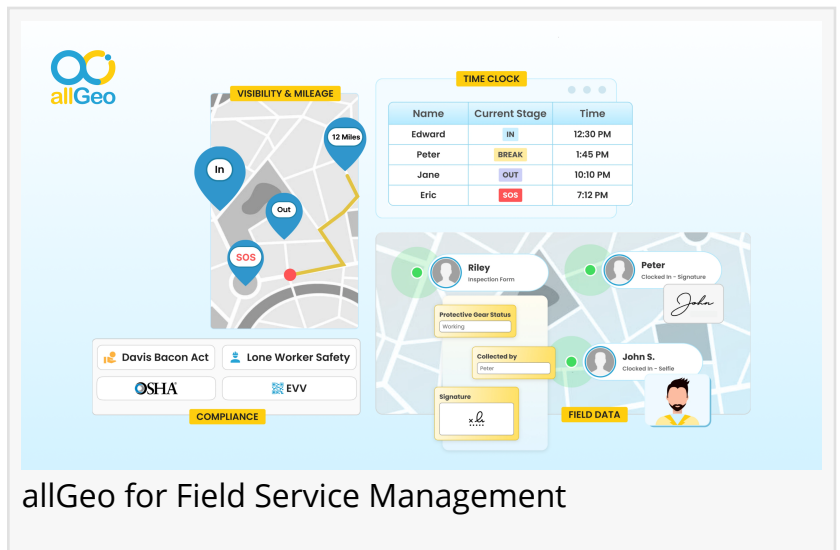 allGeo
VISIBILITY & MILEAGE
12 Miles
In
Out
SOS
TIME CLOCK
Name Current Stage Time
Edward IN 12:30 PM
Peter BREAK 1:45 PM
Jane OUT 10:10 PM
Eric SOS 7:12 PM
Davis Bacon Act
Lone Worker Safety
OSHA
EVV
COMPLIANCE
Riley
Inspection Form
Protective Gear Status
Working
Collected by
Peter
Signature
Peter
Clocked In - Signature
John
John S.
Clocked In - Selfie
FIELD DATA
allGeo for Field Service Management